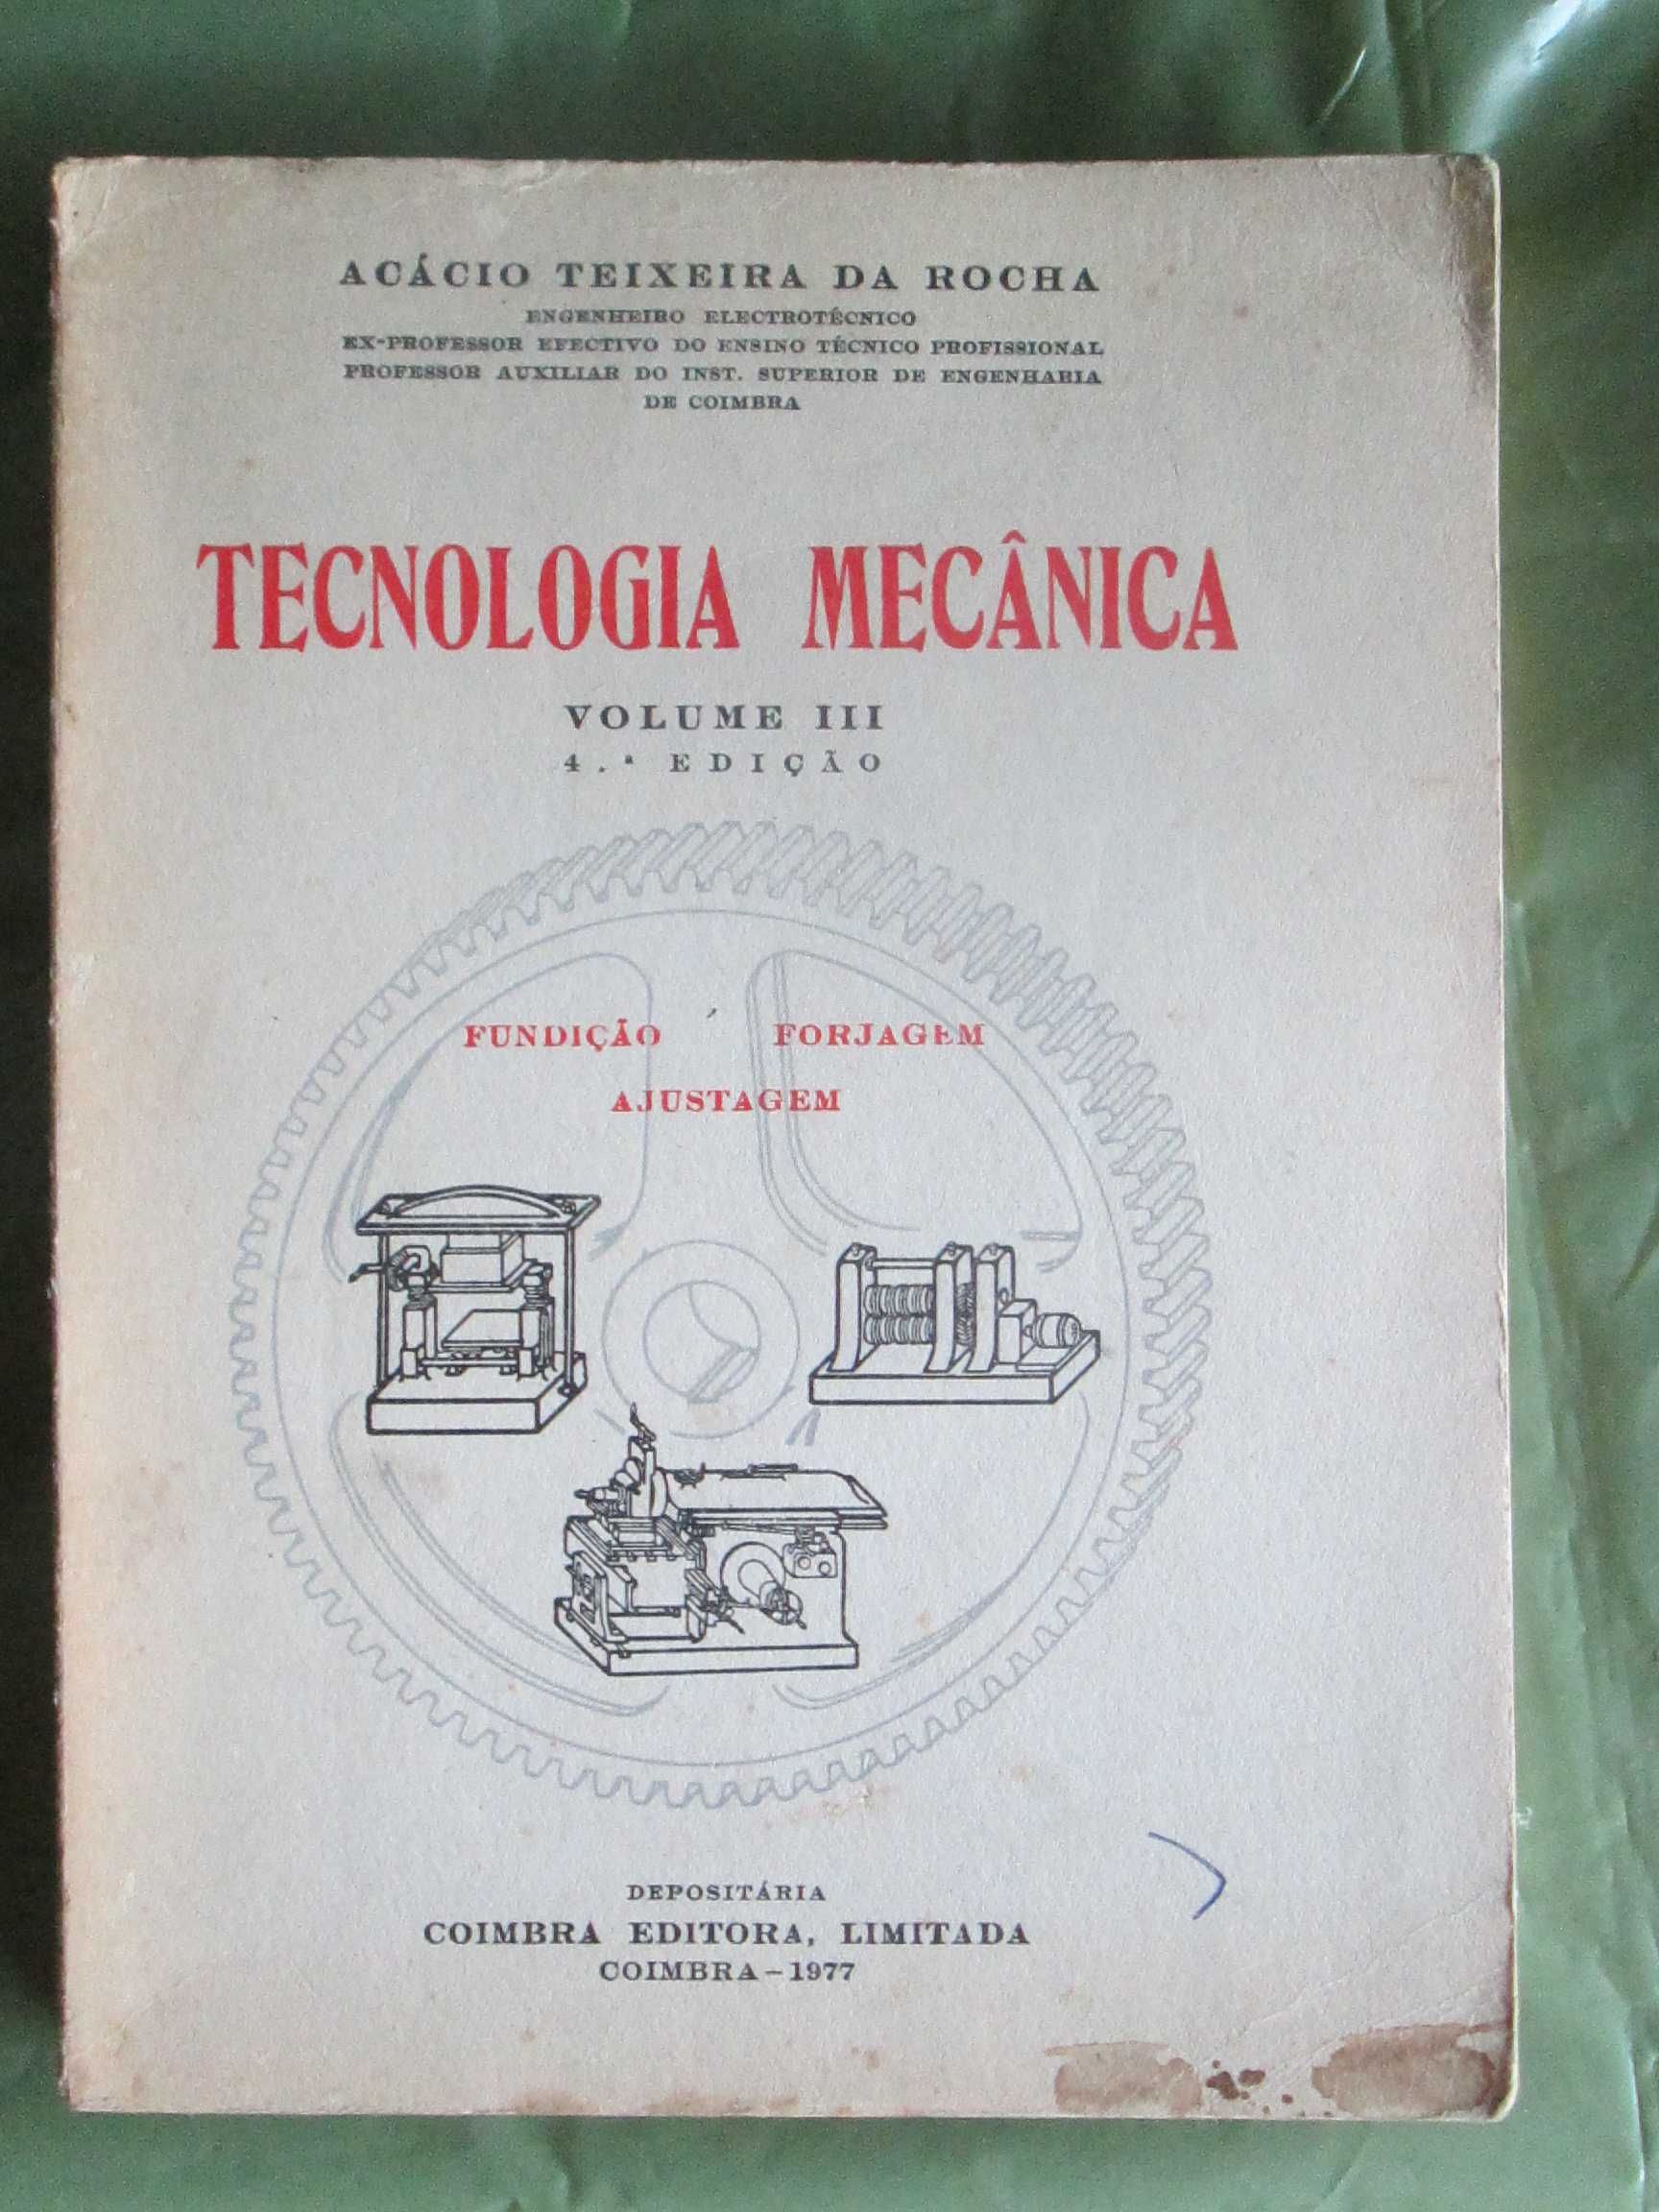 ACÁCIO TEIXEIRA DA ROCHA
ENGENHEIRO ELECTROTÉCNICO
EX-PROFESSOR EFECTIVO DO ENSINO TÉCNICO PROFISSIONAL
PROFESSOR AUXILIAR DO INST. SUPERIOR DE ENGENHARIA
DE COIMBRA
TECNOLOGIA MECÂNICA
VOLUME III
4.ª EDIÇÃO
FUNDIÇÃO FORJAGEM
AJUSTAGEM
DEPOSITÁRIA
COIMBRA EDITORA, LIMITADA
COIMBRA – 1977